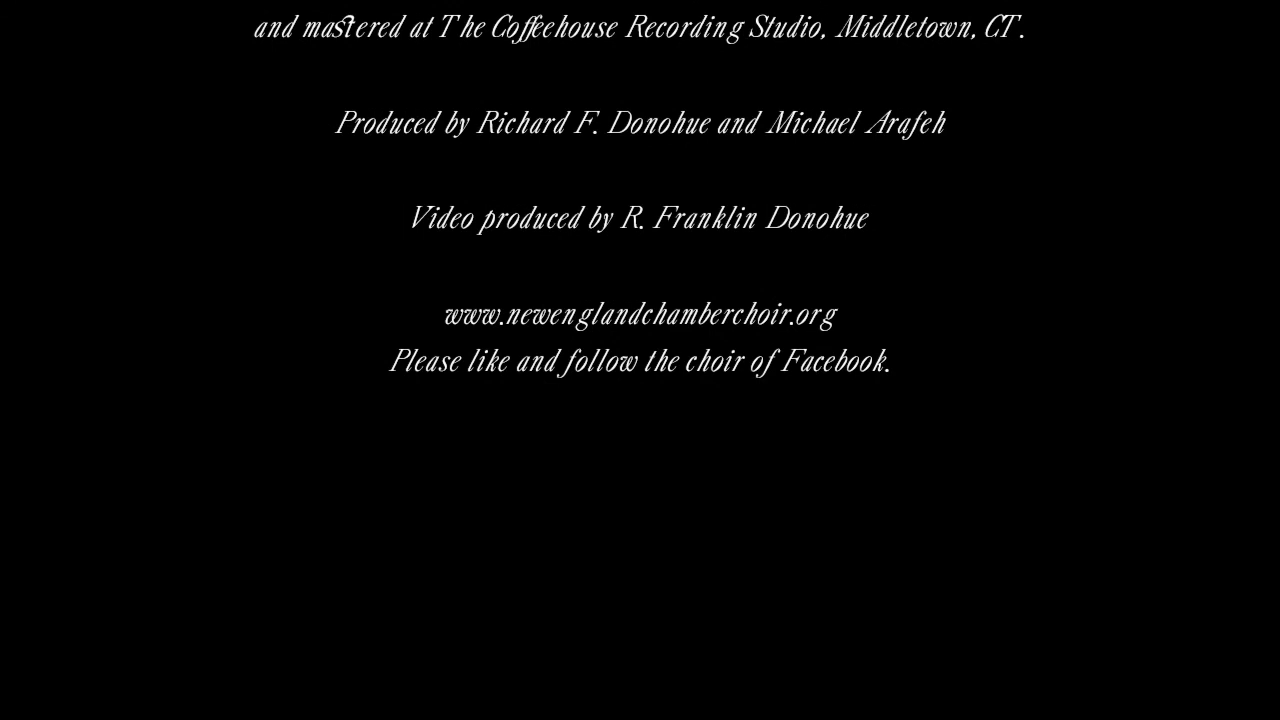 and mastered at The Coffeehouse Recording Studio, Middletown, CT.
Produced by Richard F. Donohue and Michael Arafeh
Video produced by R. Franklin Donohue
www.newenglandchamberchoir.org
Please like and follow the choir of Facebook.